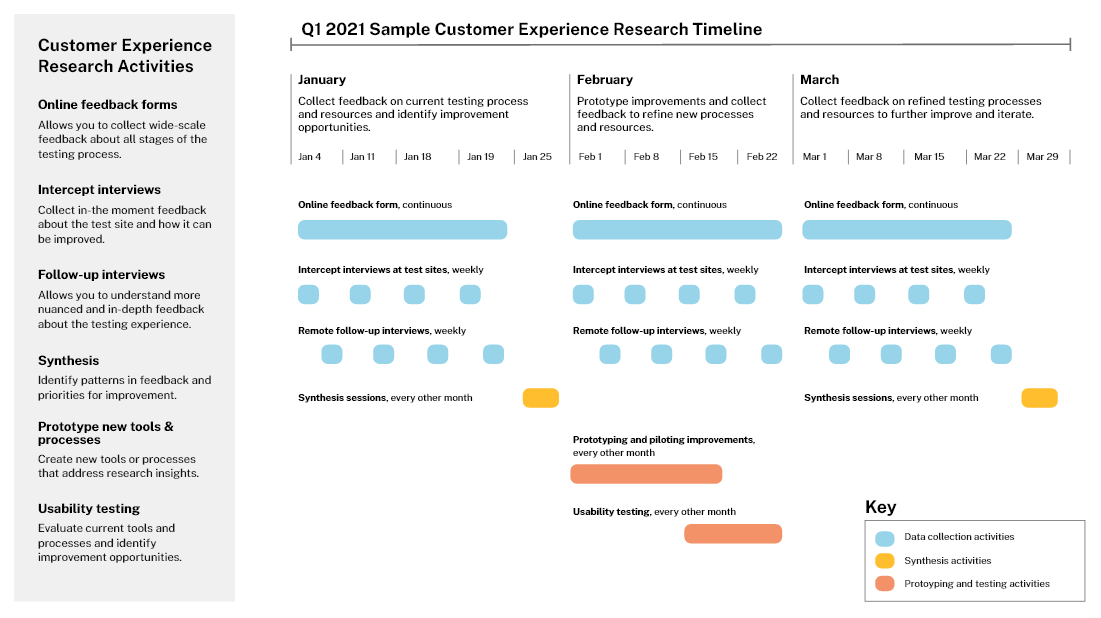 Customer Experience
Research Activities
Online feedback forms
Allows you to collect wide-scale
feedback about all stages of the
testing process.
Intercept interviews
Collect in-the moment feedback
about the test site and how it can
be improved.
Follow-up interviews
Allows you to understand more
nuanced and in-depth feedback
about the testing experience.
Synthesis
Identify patterns in feedback and
priorities for improvement.
Prototype new tools &
processes
Create new tools or processes
that address research insights.
Usability testing
Evaluate current tools and
processes and identify
improvement opportunities.
Q1 2021 Sample Customer Experience Research Timeline
January
Collect feedback on current testing process
and resources and identify improvement
opportunities.
Jan 4 Jan 11 Jan 18 Jan 19 Jan 25
February
Prototype improvements and collect
feedback to refine new processes
and resources.
Feb 1 Feb 8 Feb 15 Feb 22
March
Collect feedback on refined testing processes
and resources to further improve and iterate.
Mar 1 Mar 8 Mar 15 Mar 22 Mar 29
Online feedback form, continuous
Online feedback form, continuous
Online feedback form, continuous
Intercept interviews at test sites, weekly
Intercept interviews at test sites, weekly
Intercept interviews at test sites, weekly
Remote follow-up interviews, weekly
Remote follow-up interviews, weekly
Remote follow-up interviews, weekly
Synthesis sessions, every other month
Synthesis sessions, every other month
Prototyping and piloting improvements,
every other month
Usability testing, every other month
Key
Data collection activities
Synthesis activities
Protoyping and testing activities